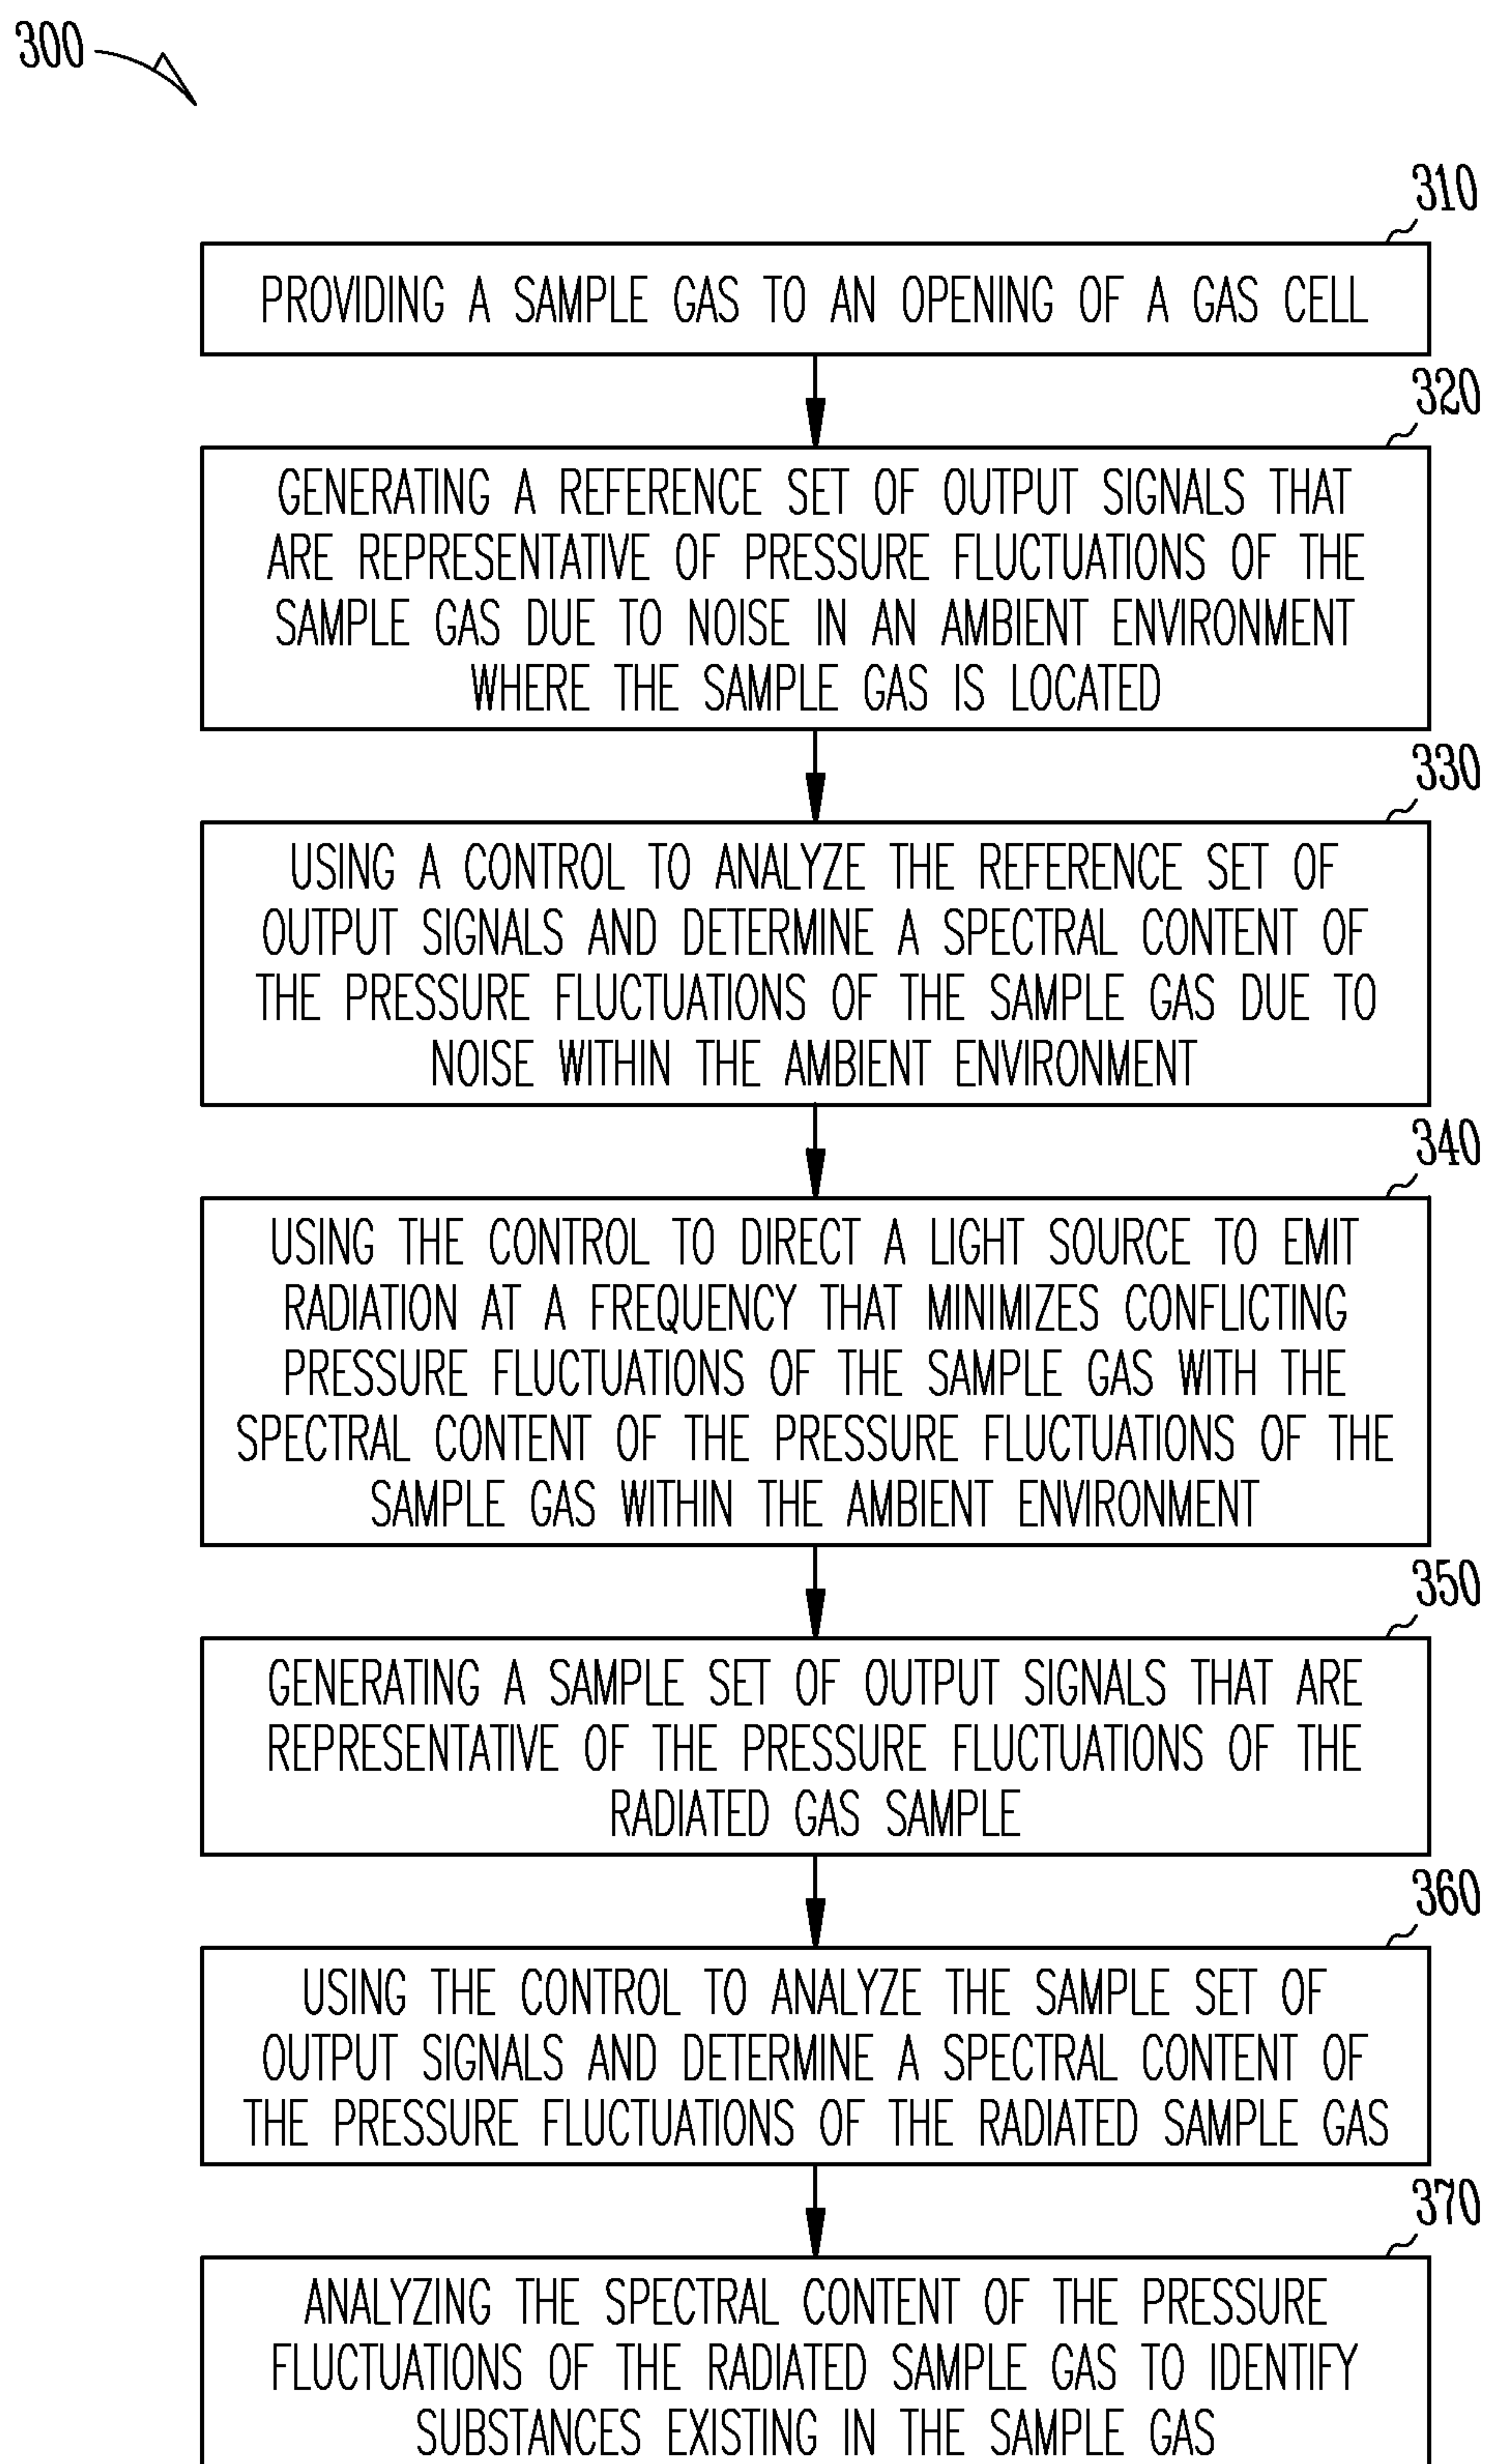 300
310
PROVIDING A SAMPLE GAS TO AN OPENING OF A GAS CELL
320
GENERATING A REFERENCE SET OF OUTPUT SIGNALS THAT
ARE REPRESENTATIVE OF PRESSURE FLUCTUATIONS OF THE
SAMPLE GAS DUE TO NOISE IN AN AMBIENT ENVIRONMENT
WHERE THE SAMPLE GAS IS LOCATED
330
USING A CONTROL TO ANALYZE THE REFERENCE SET OF
OUTPUT SIGNALS AND DETERMINE A SPECTRAL CONTENT OF
THE PRESSURE FLUCTUATIONS OF THE SAMPLE GAS DUE TO
NOISE WITHIN THE AMBIENT ENVIRONMENT
340
USING THE CONTROL TO DIRECT A LIGHT SOURCE TO EMIT
RADIATION AT A FREQUENCY THAT MINIMIZES CONFLICTING
PRESSURE FLUCTUATIONS OF THE SAMPLE GAS WITH THE
SPECTRAL CONTENT OF THE PRESSURE FLUCTUATIONS OF THE
SAMPLE GAS WITHIN THE AMBIENT ENVIRONMENT
350
GENERATING A SAMPLE SET OF OUTPUT SIGNALS THAT ARE
REPRESENTATIVE OF THE PRESSURE FLUCTUATIONS OF THE
RADIATED GAS SAMPLE
360
USING THE CONTROL TO ANALYZE THE SAMPLE SET OF
OUTPUT SIGNALS AND DETERMINE A SPECTRAL CONTENT OF
THE PRESSURE FLUCTUATIONS OF THE RADIATED SAMPLE GAS
370
ANALYZING THE SPECTRAL CONTENT OF THE PRESSURE
FLUCTUATIONS OF THE RADIATED SAMPLE GAS TO IDENTIFY
SUBSTANCES EXISTING IN THE SAMPLE GAS